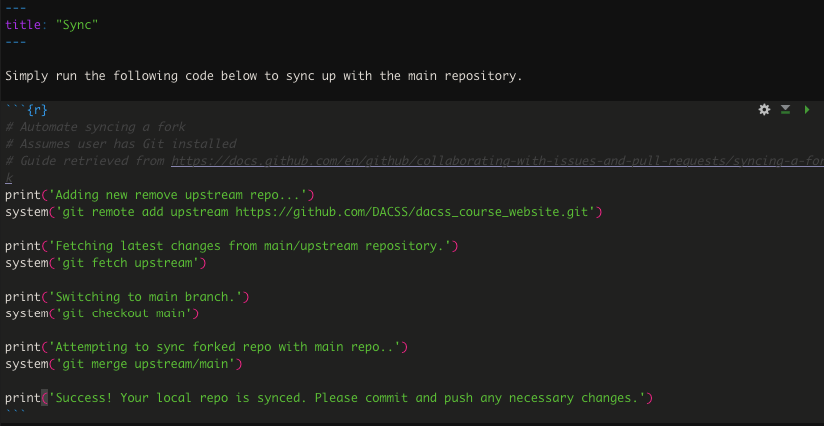 ---
title: "Sync"
---
Simply run the following code below to sync up with the main repository.
```{r}
# Automate syncing a fork
# Assumes user has Git installed
# Guide retrieved from https://docs.github.com/en/github/collaborating-with-issues-and-pull-requests/syncing-a-for
k
print('Adding new remove upstream repo...')
system('git remote add upstream https://github.com/DACSS/dacss_course_website.git')
print('Fetching latest changes from main/upstream repository.')
system('git fetch upstream')
print('Switching to main branch.')
system('git checkout main')
print('Attempting to sync forked repo with main repo..')
system('git merge upstream/main')
print('Success! Your local repo is synced. Please commit and push any necessary changes.')
```